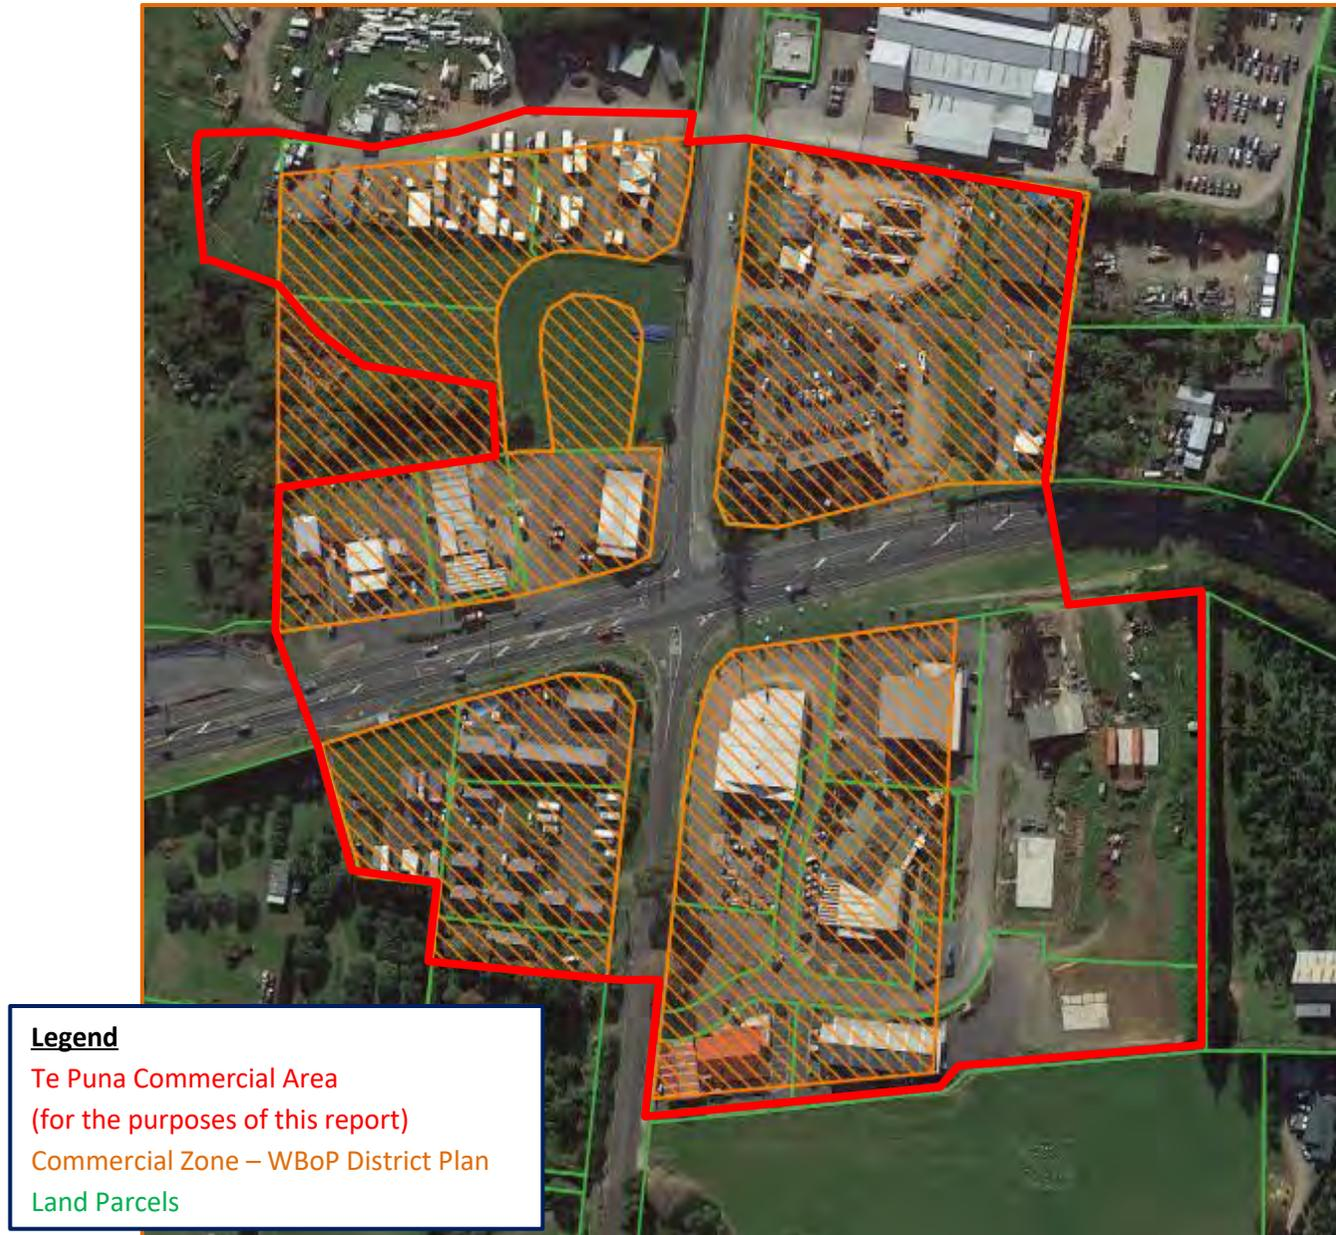 Legend
Te Puna Commercial Area
(for the purposes of this report)
Commercial Zone – WBoP District Plan
Land Parcels